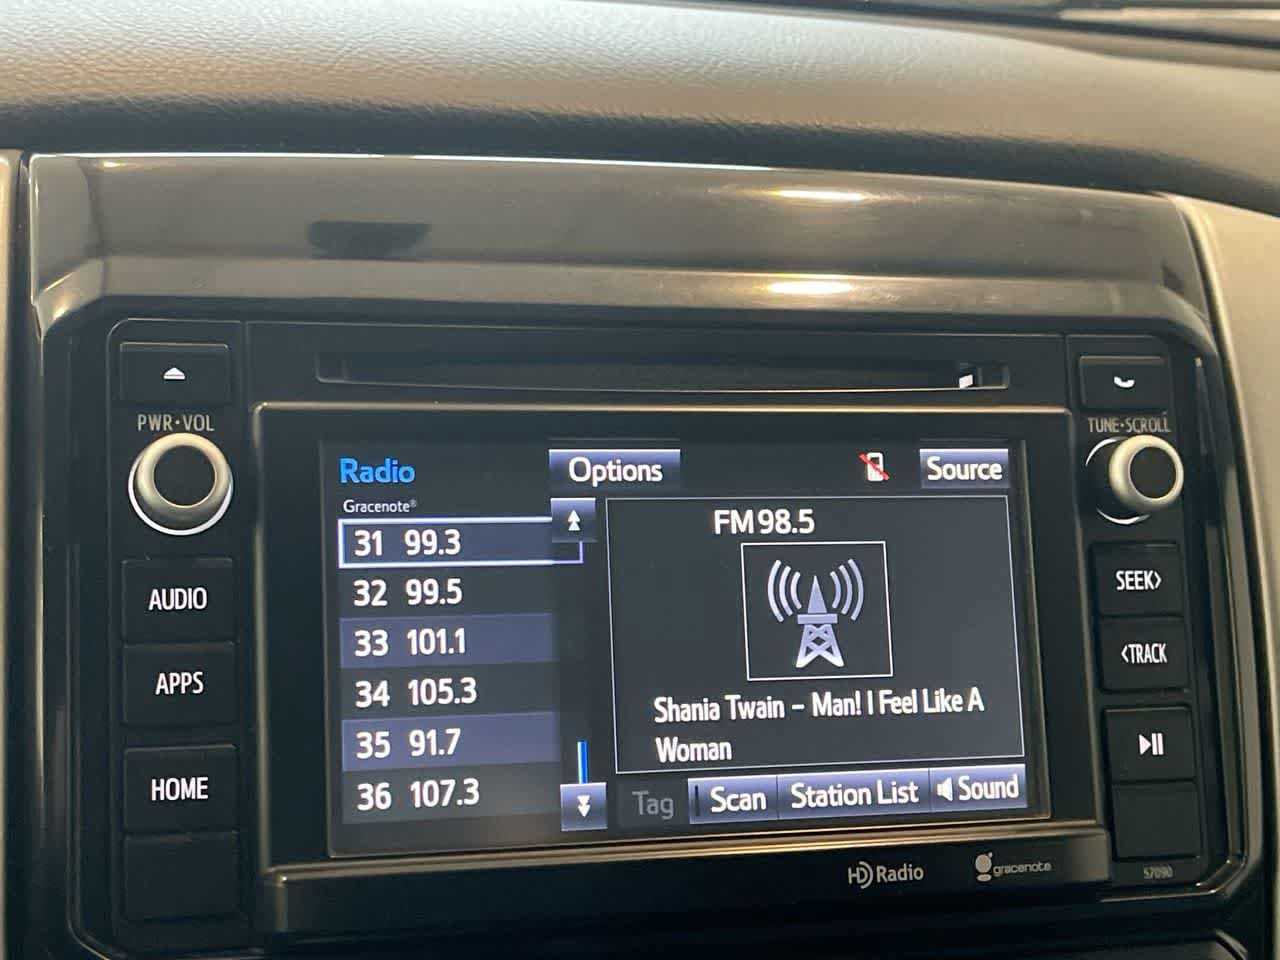 PWR·VOL
TUNE·SCROLL
Radio
Options
Source
Gracenote®
31 99.3
32 99.5
33 101.1
34 105.3
35 91.7
36 107.3
FM 98.5
Shania Twain - Man! I Feel Like A
Woman
Tag
Scan
Station List
Sound
AUDIO
APPS
HOME
SEEK>
<TRACK
HD Radio
gracenote
57090